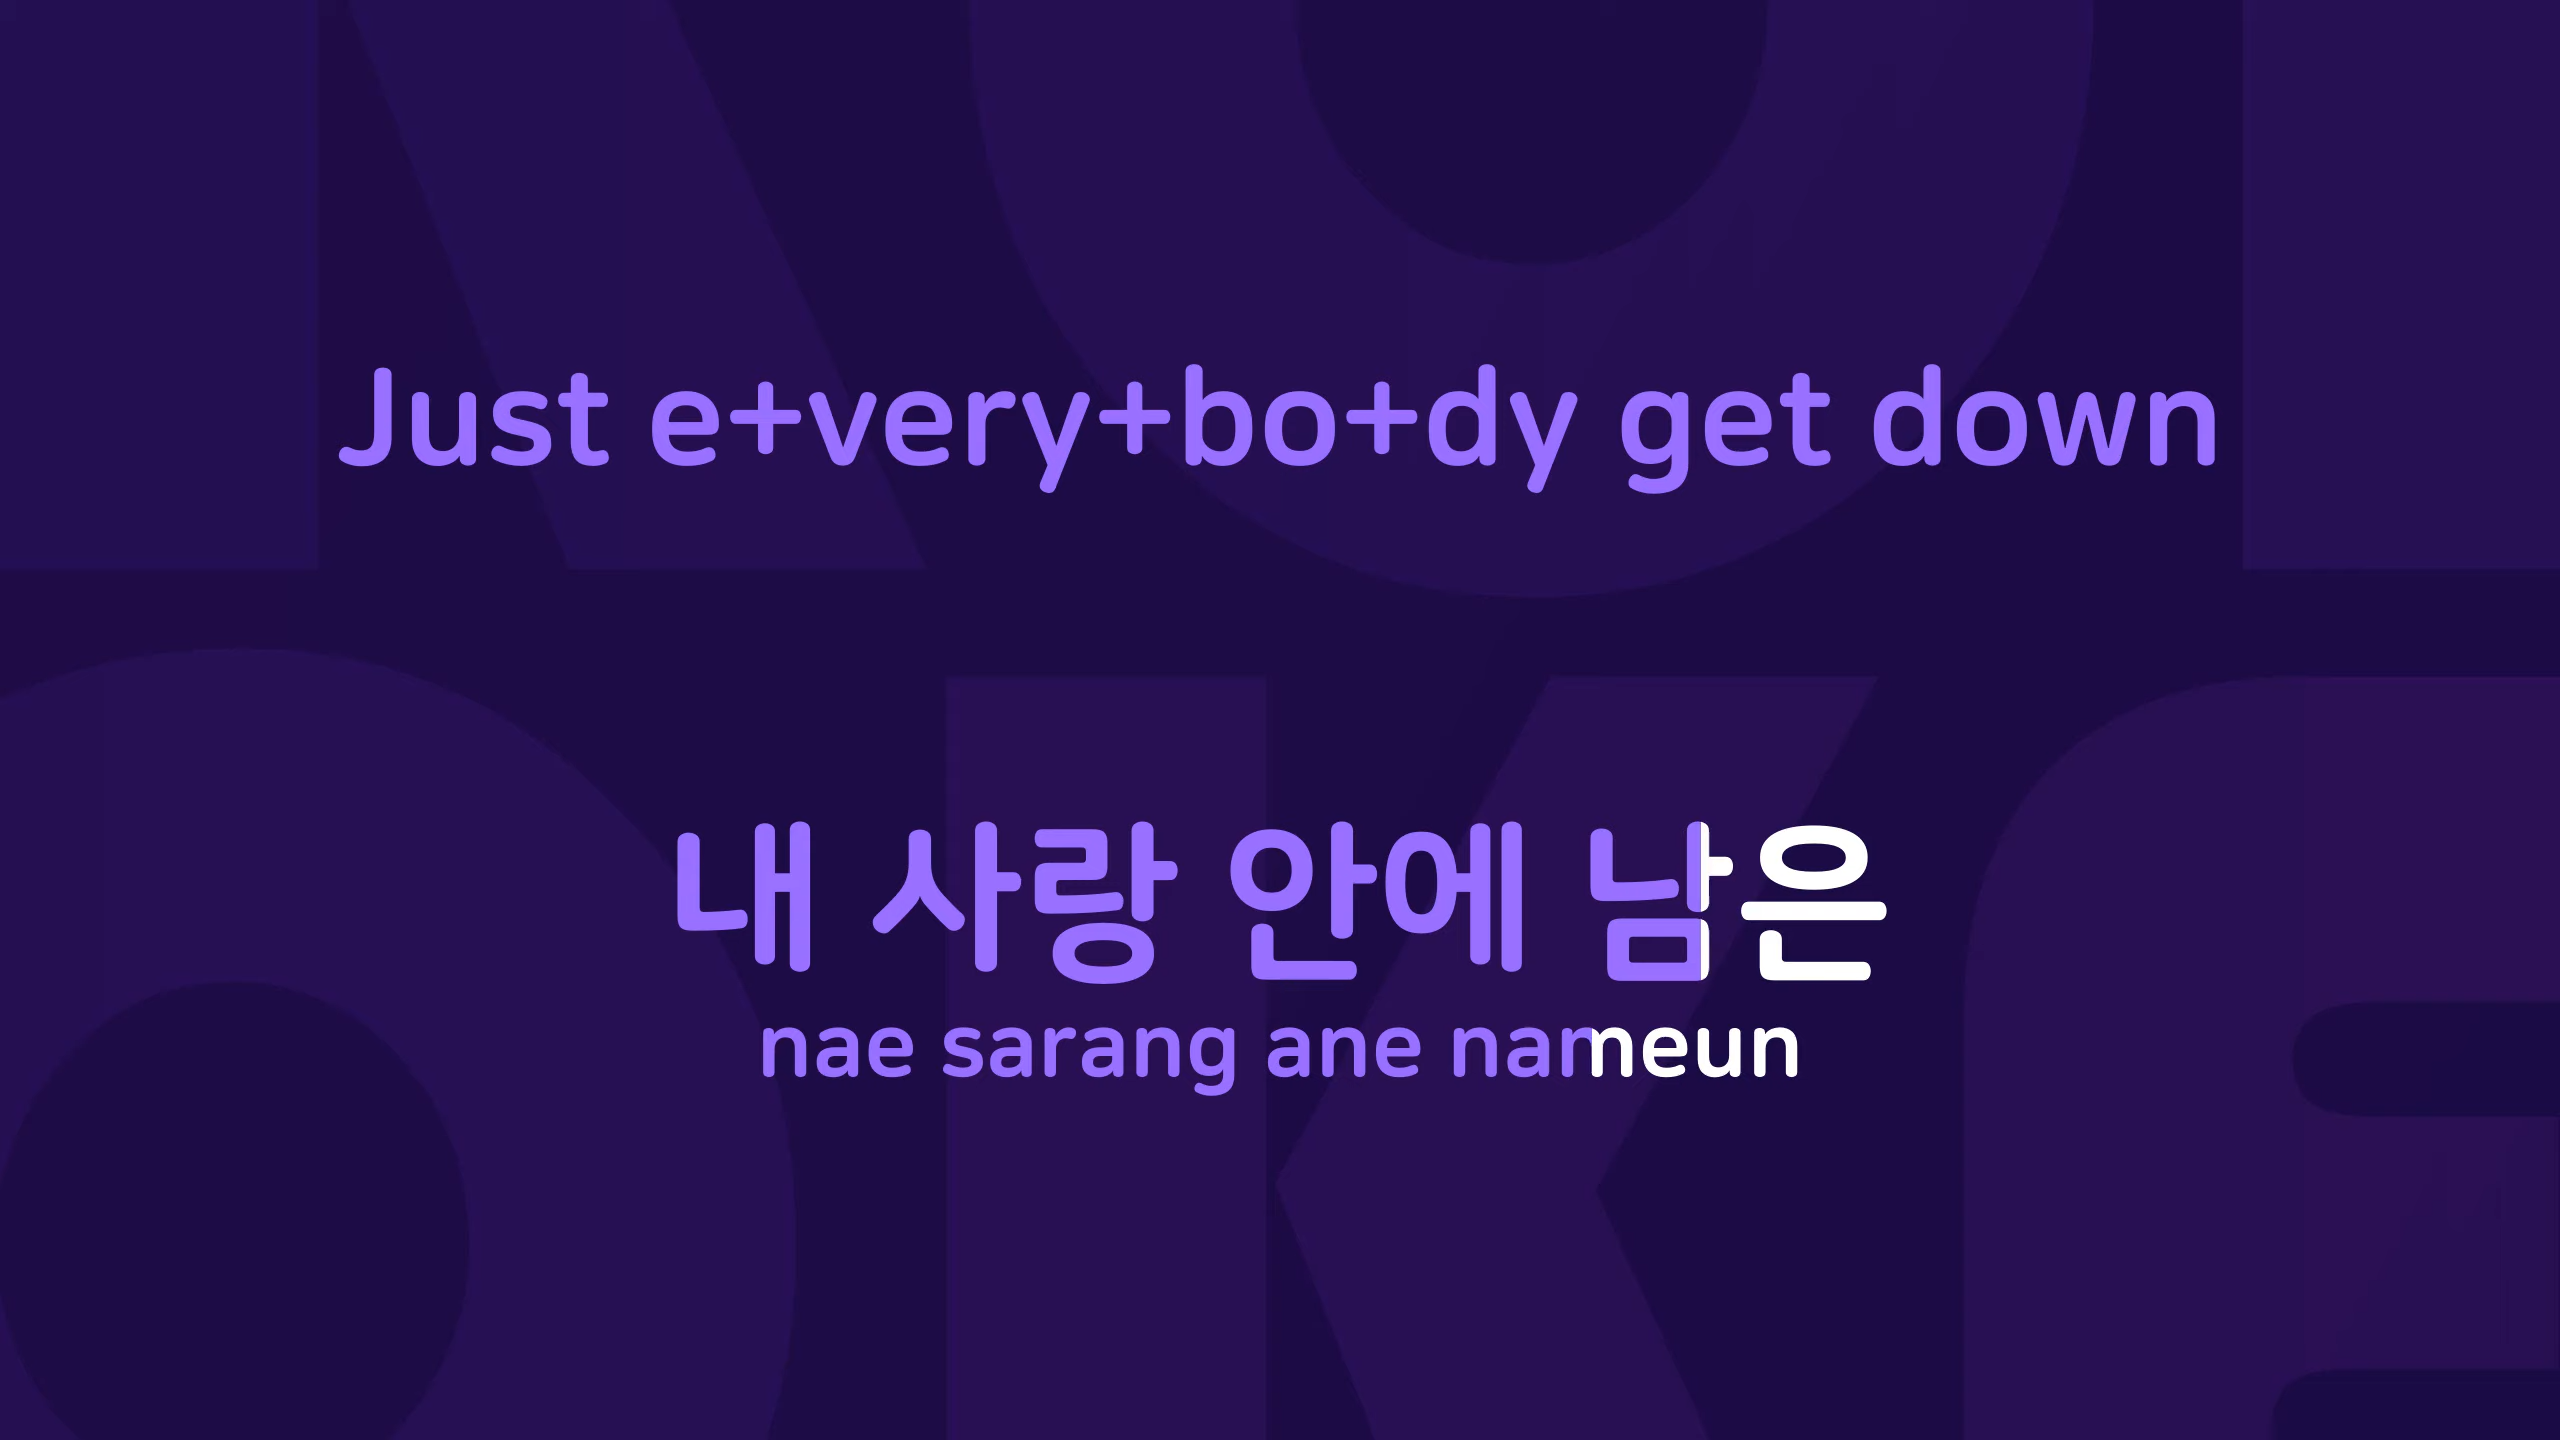 Just e+very+bo+dy get down
내 사랑 안에 남은
nae sarang ane nameun